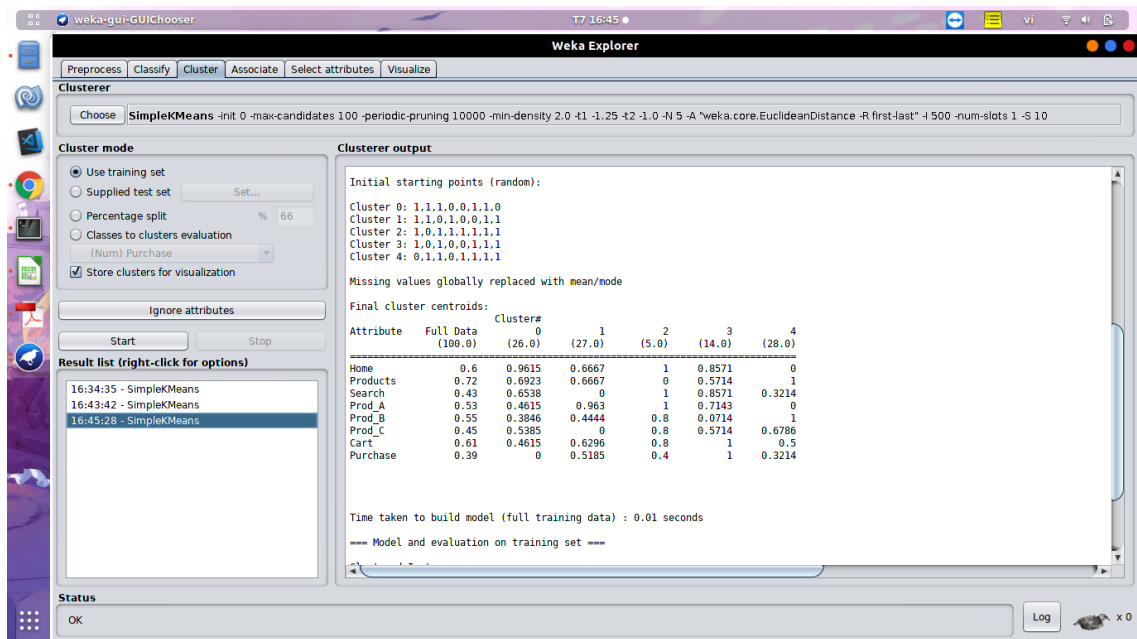 weka-gui-GUIChooser
T7 16:45
vi
Weka Explorer
Preprocess Classify Cluster Associate Select attributes Visualize
Clusterer
Choose SimpleKMeans -init 0 -max-candidates 100 -periodic-pruning 10000 -min-density 2.0 -t1 -1.25 -t2 -1.0 -N 5 -A "weka.core.EuclideanDistance -R first-last" -I 500 -num-slots 1 -S 10
Cluster mode
Use training set
Supplied test set Set...
Percentage split % 66
Classes to clusters evaluation
(Num) Purchase
Store clusters for visualization
Ignore attributes
Start Stop
Result list (right-click for options)
16:34:35 - SimpleKMeans
16:43:42 - SimpleKMeans
16:45:28 - SimpleKMeans
Clusterer output
Initial starting points (random):
Cluster 0: 1,1,1,0,0,1,1,0
Cluster 1: 1,1,0,1,0,0,1,1
Cluster 2: 1,0,1,1,1,1,1,1
Cluster 3: 1,0,1,0,0,1,1,1
Cluster 4: 0,1,1,0,1,1,1,1
Missing values globally replaced with mean/mode
Final cluster centroids:
Cluster#
Attribute Full Data 0 1 2 3 4
(100.0) (26.0) (27.0) (5.0) (14.0) (28.0)
Home 0.6 0.9615 0.6667 1 0.8571 0
Products 0.72 0.6923 0.6667 0 0.5714 1
Search 0.43 0.6538 0 1 0.8571 0.3214
Prod_A 0.53 0.4615 0.963 1 0.7143 0
Prod_B 0.55 0.3846 0.4444 0.8 0.0714 1
Prod_C 0.45 0.5385 0 0.8 0.5714 0.6786
Cart 0.61 0.4615 0.6296 0.8 1 0.5
Purchase 0.39 0 0.5185 0.4 1 0.3214
Time taken to build model (full training data) : 0.01 seconds
=== Model and evaluation on training set ===
Status
OK
Log x 0